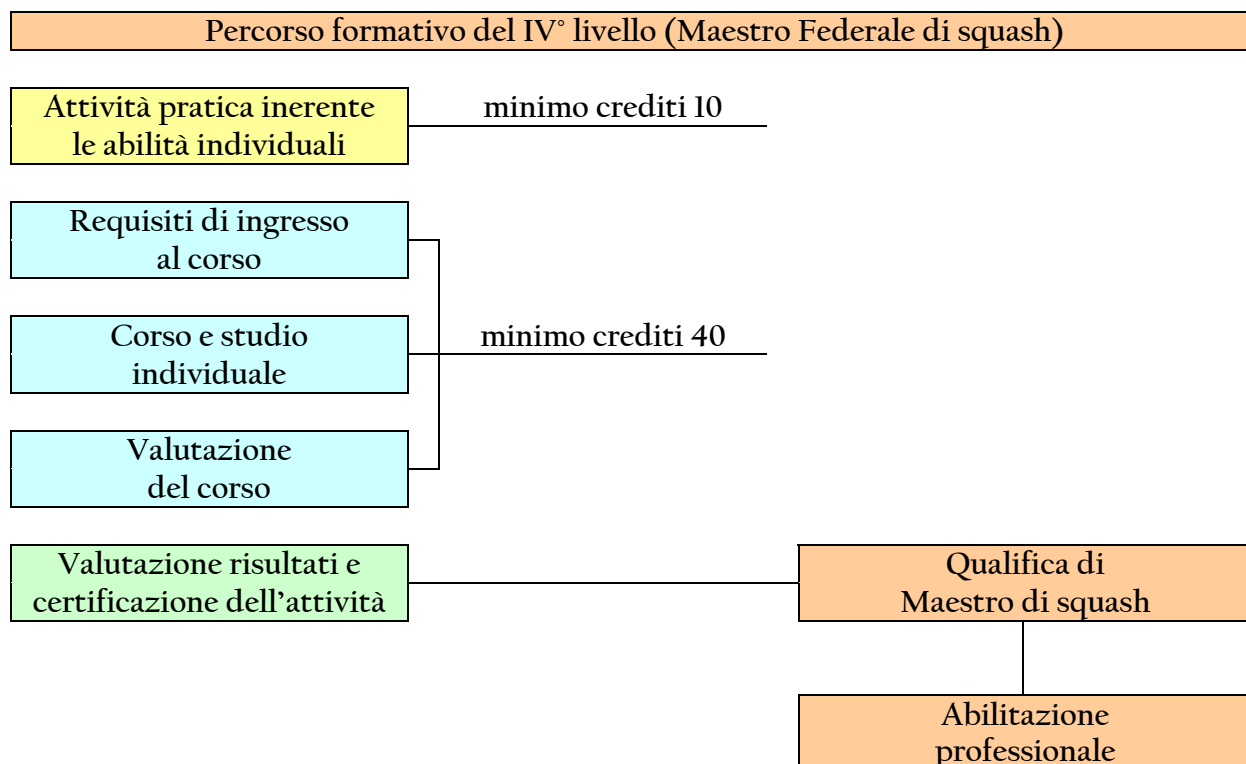 Percorso formativo del IV° livello (Maestro Federale di squash)
Attività pratica inerente
le abilità individuali
minimo crediti 10
Requisiti di ingresso
al corso
Corso e studio
individuale
minimo crediti 40
Valutazione
del corso
Valutazione risultati e
certificazione dell'attività
Qualifica di
Maestro di squash
Abilitazione
professionale